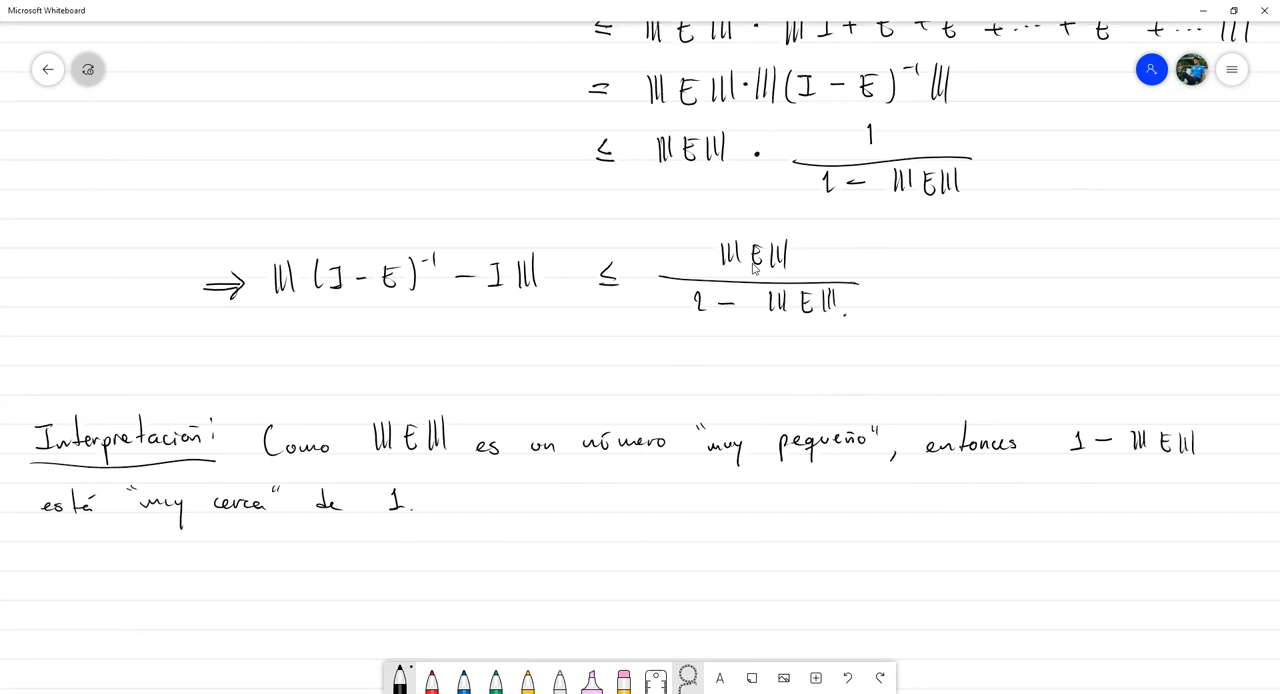 Microsoft Whiteboard
≤ ||| E ||| · ||| I + E + E + ... + E + ... |||
= ||| E ||| · ||| (I - E)⁻¹ |||
≤ ||| E ||| · 1 / (1 - ||| E |||)
⇒ ||| (I - E)⁻¹ - I ||| ≤ ||| E ||| / (1 - ||| E |||).
Interpretación: Como ||| E ||| es un número "muy pequeño", entonces 1 - ||| E |||
está "muy cerca" de 1.